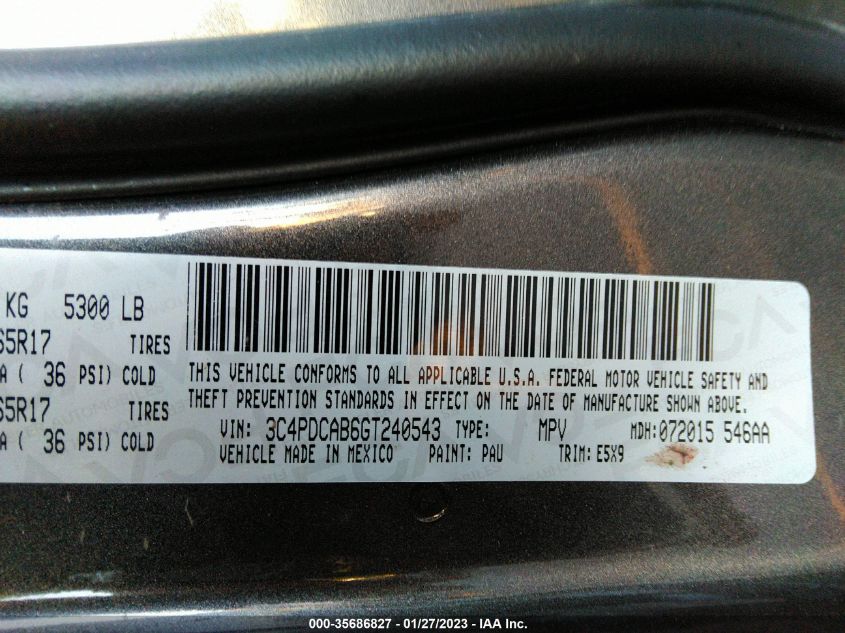 KG 5300 LB
S5R17 TIRES
A ( 36 PSI) COLD
S5R17 TIRES
A ( 36 PSI) COLD
THIS VEHICLE CONFORMS TO ALL APPLICABLE U.S.A. FEDERAL MOTOR VEHICLE SAFETY AND
THEFT PREVENTION STANDARDS IN EFFECT ON THE DATE OF MANUFACTURE SHOWN ABOVE.
VIN: 3C4PDCAB6GT240543 TYPE: MPV MDH:072015 546AA
VEHICLE MADE IN MEXICO PAINT: PAU TRIM: E5X9
000-35686827 - 01/27/2023 - IAA Inc.